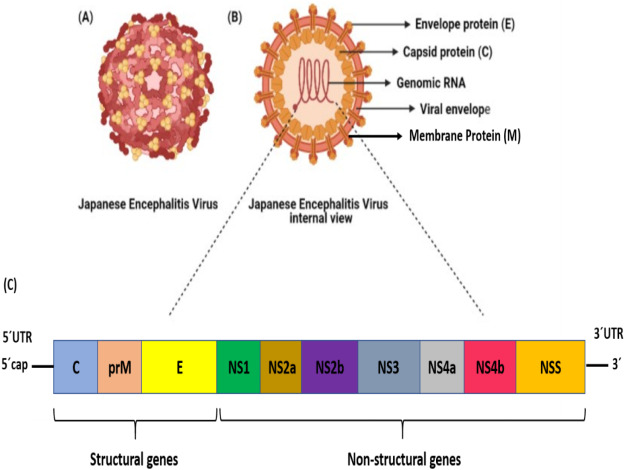 (A)
(B)
Envelope protein (E)
Capsid protein (C)
Genomic RNA
Viral envelope
Membrane Protein (M)
Japanese Encephalitis Virus
Japanese Encephalitis Virus
internal view
(C)
5´UTR
3´UTR
5´cap
C prM E NS1 NS2a NS2b NS3 NS4a NS4b NSS
3´
Structural genes
Non-structural genes